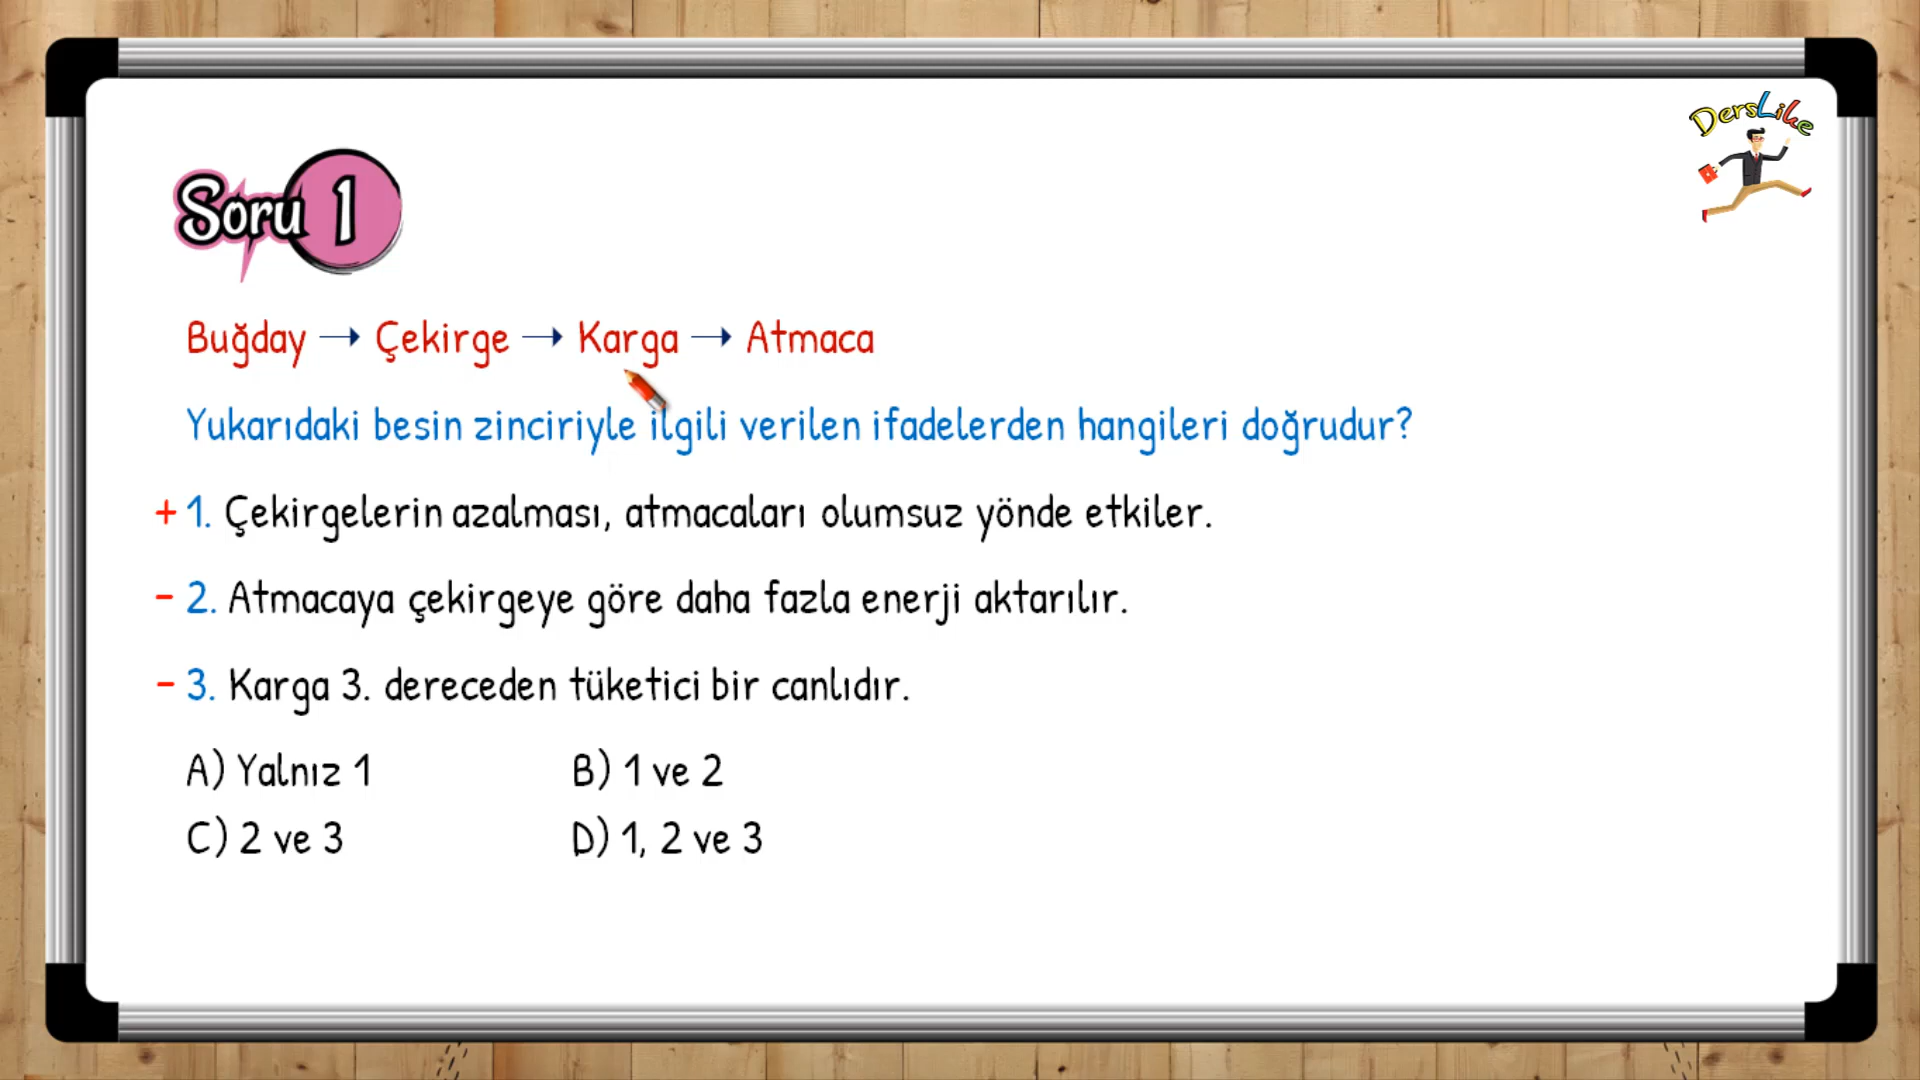 DersLike
Soru 1
Buğday → Çekirge → Karga → Atmaca
Yukarıdaki besin zinciriyle ilgili verilen ifadelerden hangileri doğrudur?
+ 1. Çekirgelerin azalması, atmacaları olumsuz yönde etkiler.
- 2. Atmacaya çekirgeye göre daha fazla enerji aktarılır.
- 3. Karga 3. dereceden tüketici bir canlıdır.
A) Yalnız 1 B) 1 ve 2
C) 2 ve 3 D) 1, 2 ve 3